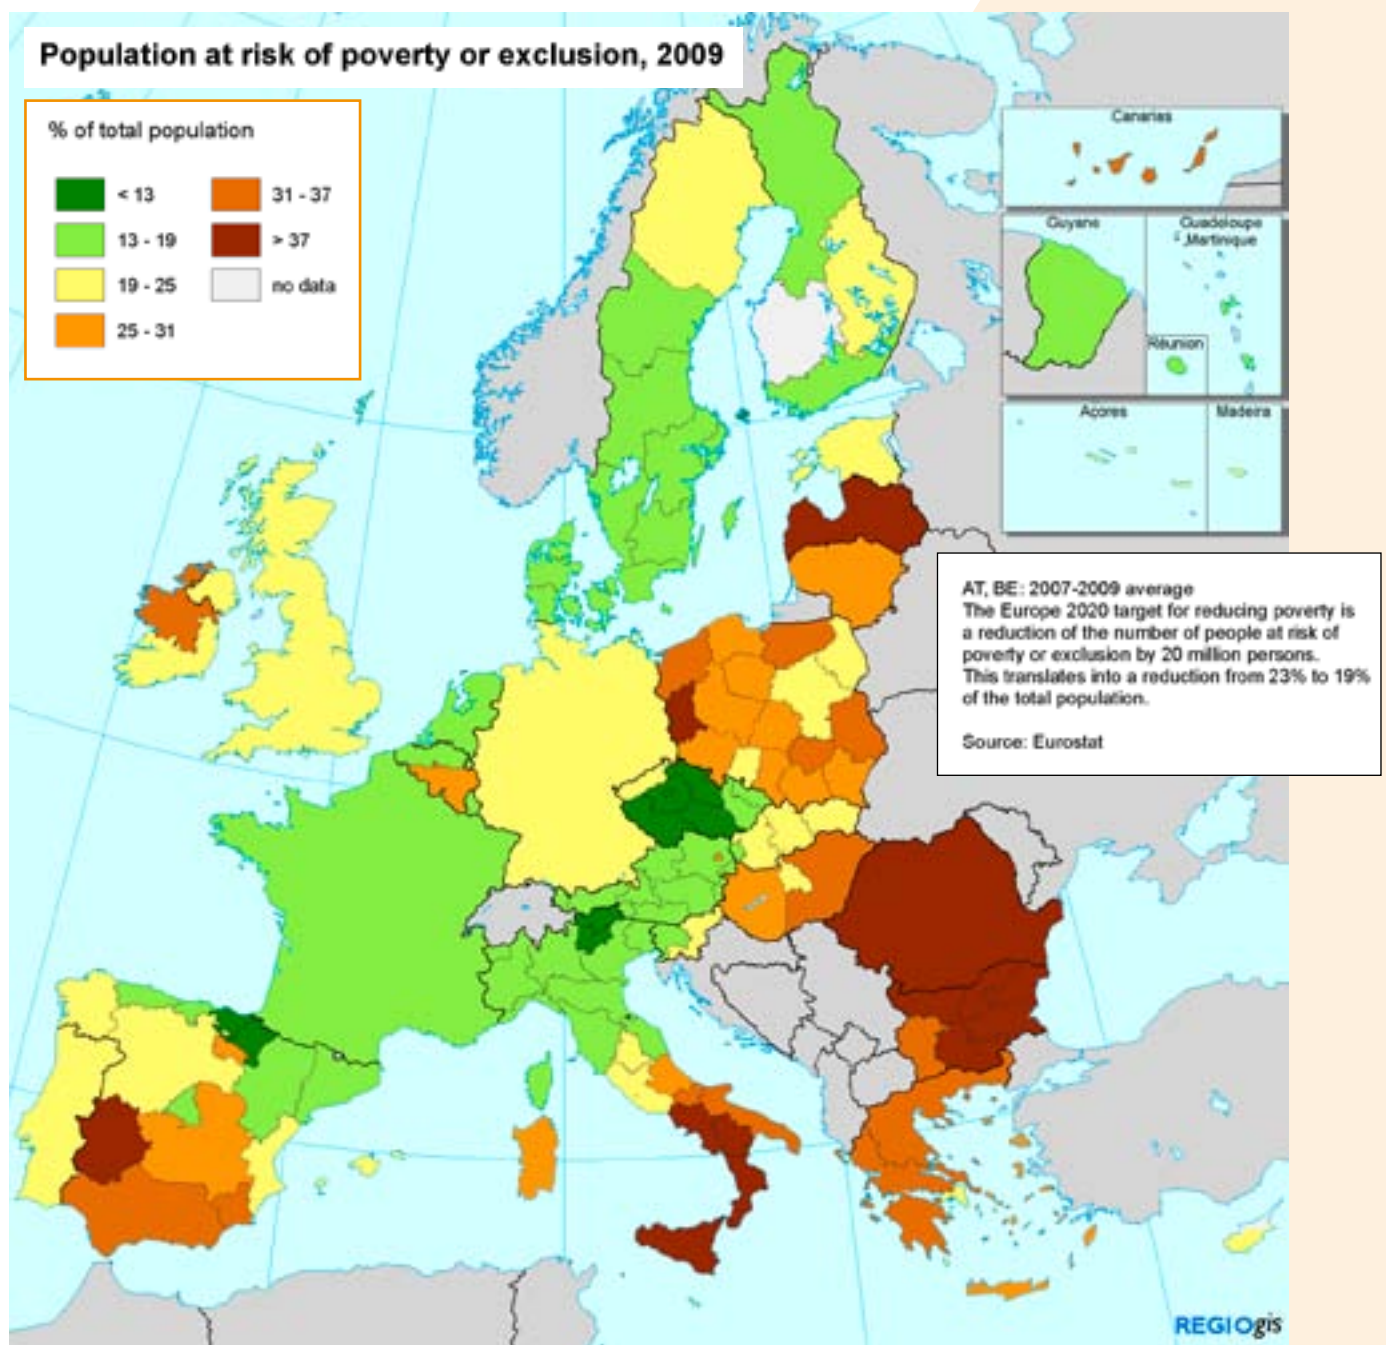 Population at risk of poverty or exclusion, 2009
% of total population
< 13
13 - 19
19 - 25
25 - 31
31 - 37
> 37
no data
Canarias
Guyane
Guadeloupe
Martinique
Réunion
Açores
Madeira
AT, BE: 2007-2009 average
The Europe 2020 target for reducing poverty is
a reduction of the number of people at risk of
poverty or exclusion by 20 million persons.
This translates into a reduction from 23% to 19%
of the total population.
Source: Eurostat
REGIOgis